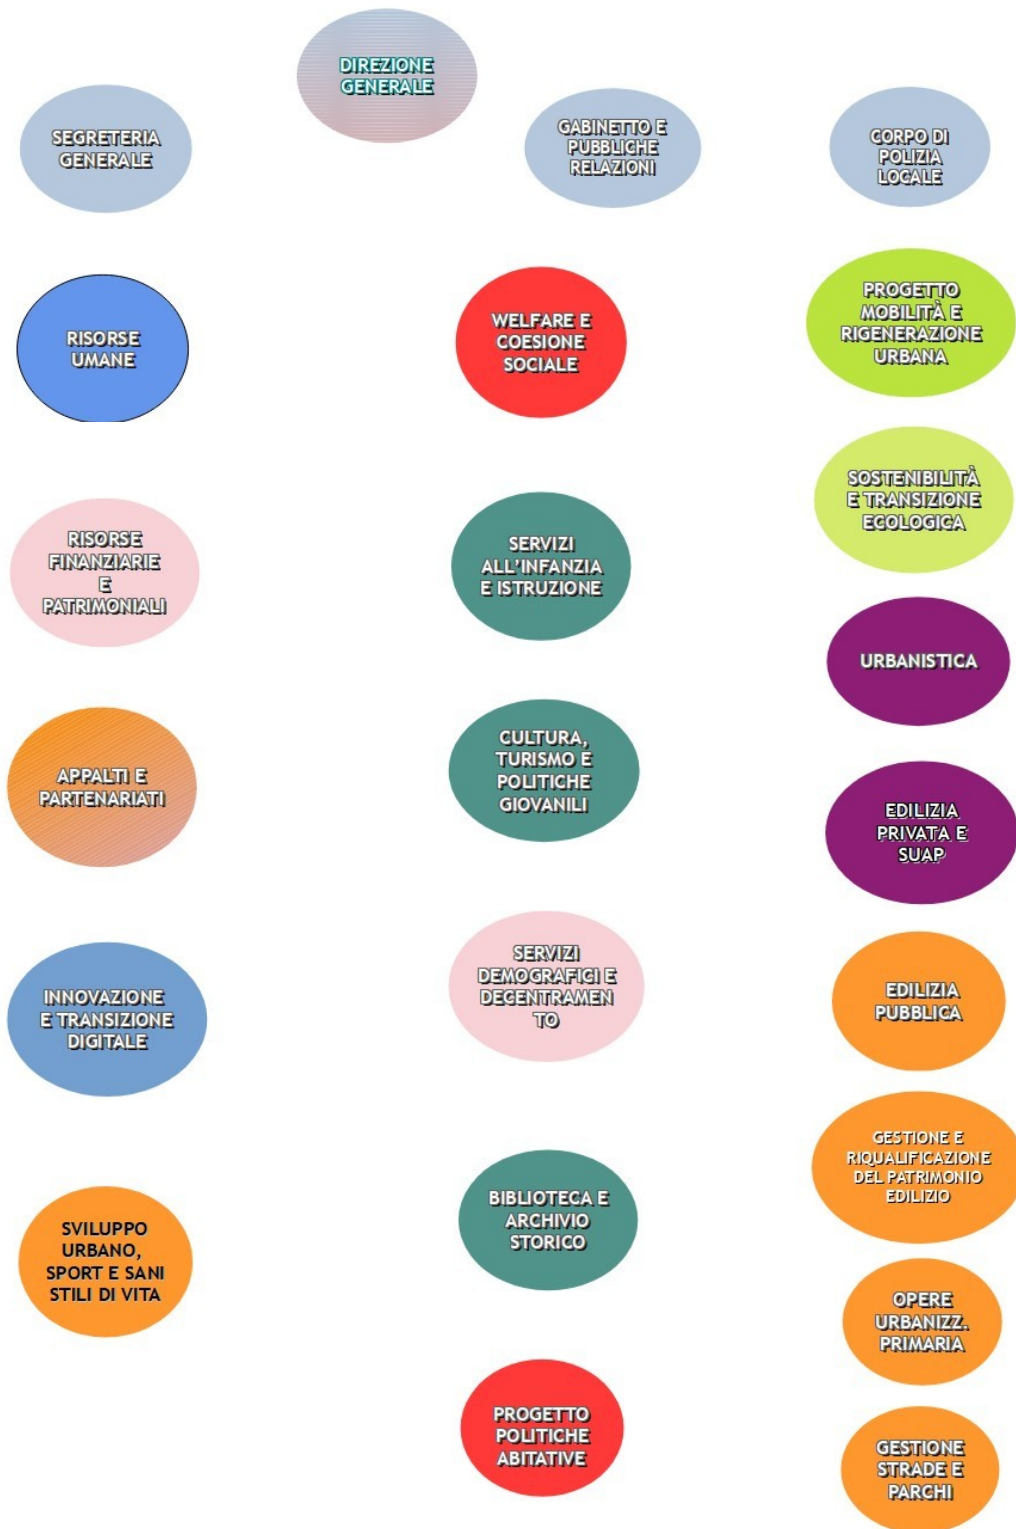 DIREZIONE
GENERALE
SEGRETERIA
GENERALE
GABINETTO E
PUBBLICHE
RELAZIONI
CORPO DI
POLIZIA
LOCALE
RISORSE
UMANE
WELFARE E
COESIONE
SOCIALE
PROGETTO
MOBILITÀ E
RIGENERAZIONE
URBANA
SOSTENIBILITÀ
E TRANSIZIONE
ECOLOGICA
RISORSE
FINANZIARIE
E
PATRIMONIALI
SERVIZI
ALL'INFANZIA
E ISTRUZIONE
URBANISTICA
APPALTI E
PARTENARIATI
CULTURA,
TURISMO E
POLITICHE
GIOVANILI
EDILIZIA
PRIVATA E
SUAP
INNOVAZIONE
E TRANSIZIONE
DIGITALE
SERVIZI
DEMOGRAFICI E
DECENTRAMEN
TO
EDILIZIA
PUBBLICA
GESTIONE E
RIQUALIFICAZIONE
DEL PATRIMONIO
EDILIZIO
SVILUPPO
URBANO,
SPORT E SANI
STILI DI VITA
BIBLIOTECA E
ARCHIVIO
STORICO
OPERE
URBANIZZ.
PRIMARIA
PROGETTO
POLITICHE
ABITATIVE
GESTIONE
STRADE E
PARCHI